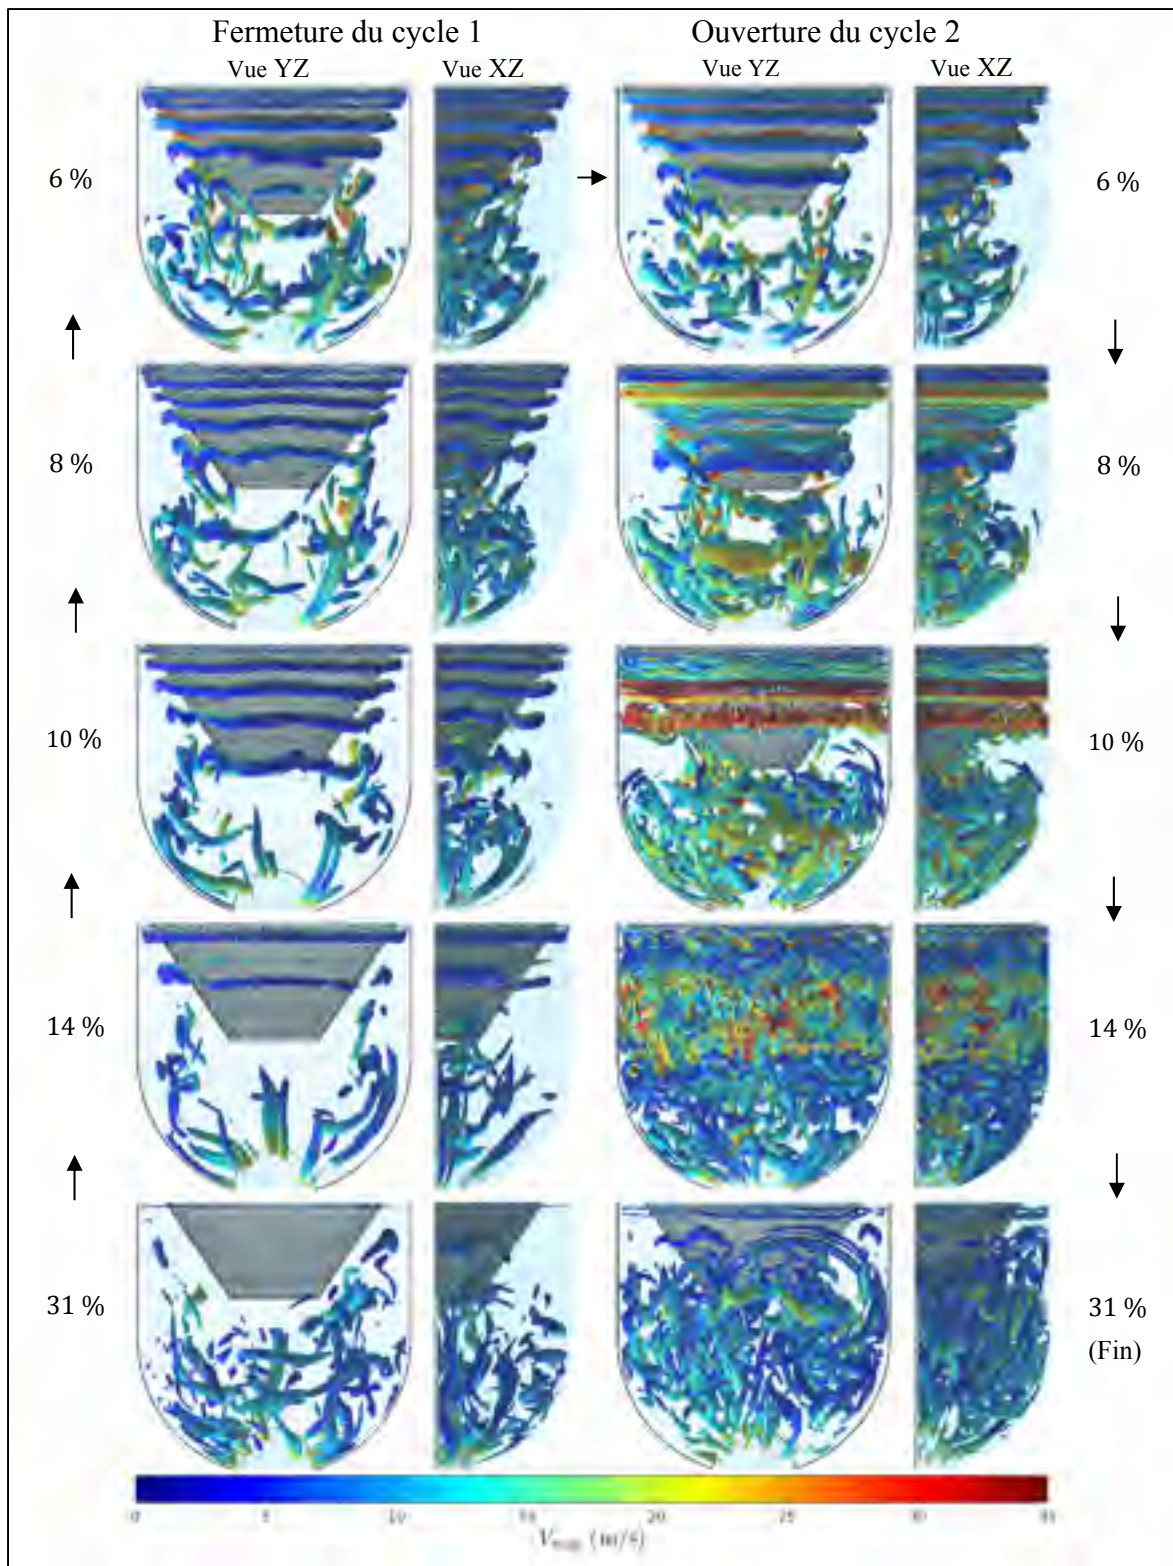 Fermeture du cycle 1
Ouverture du cycle 2
Vue YZ
Vue XZ
Vue YZ
Vue XZ
6 %
6 %
8 %
8 %
10 %
10 %
14 %
14 %
31 %
31 %
(Fin)
0 5 10 15 20 25 30
(m/s)